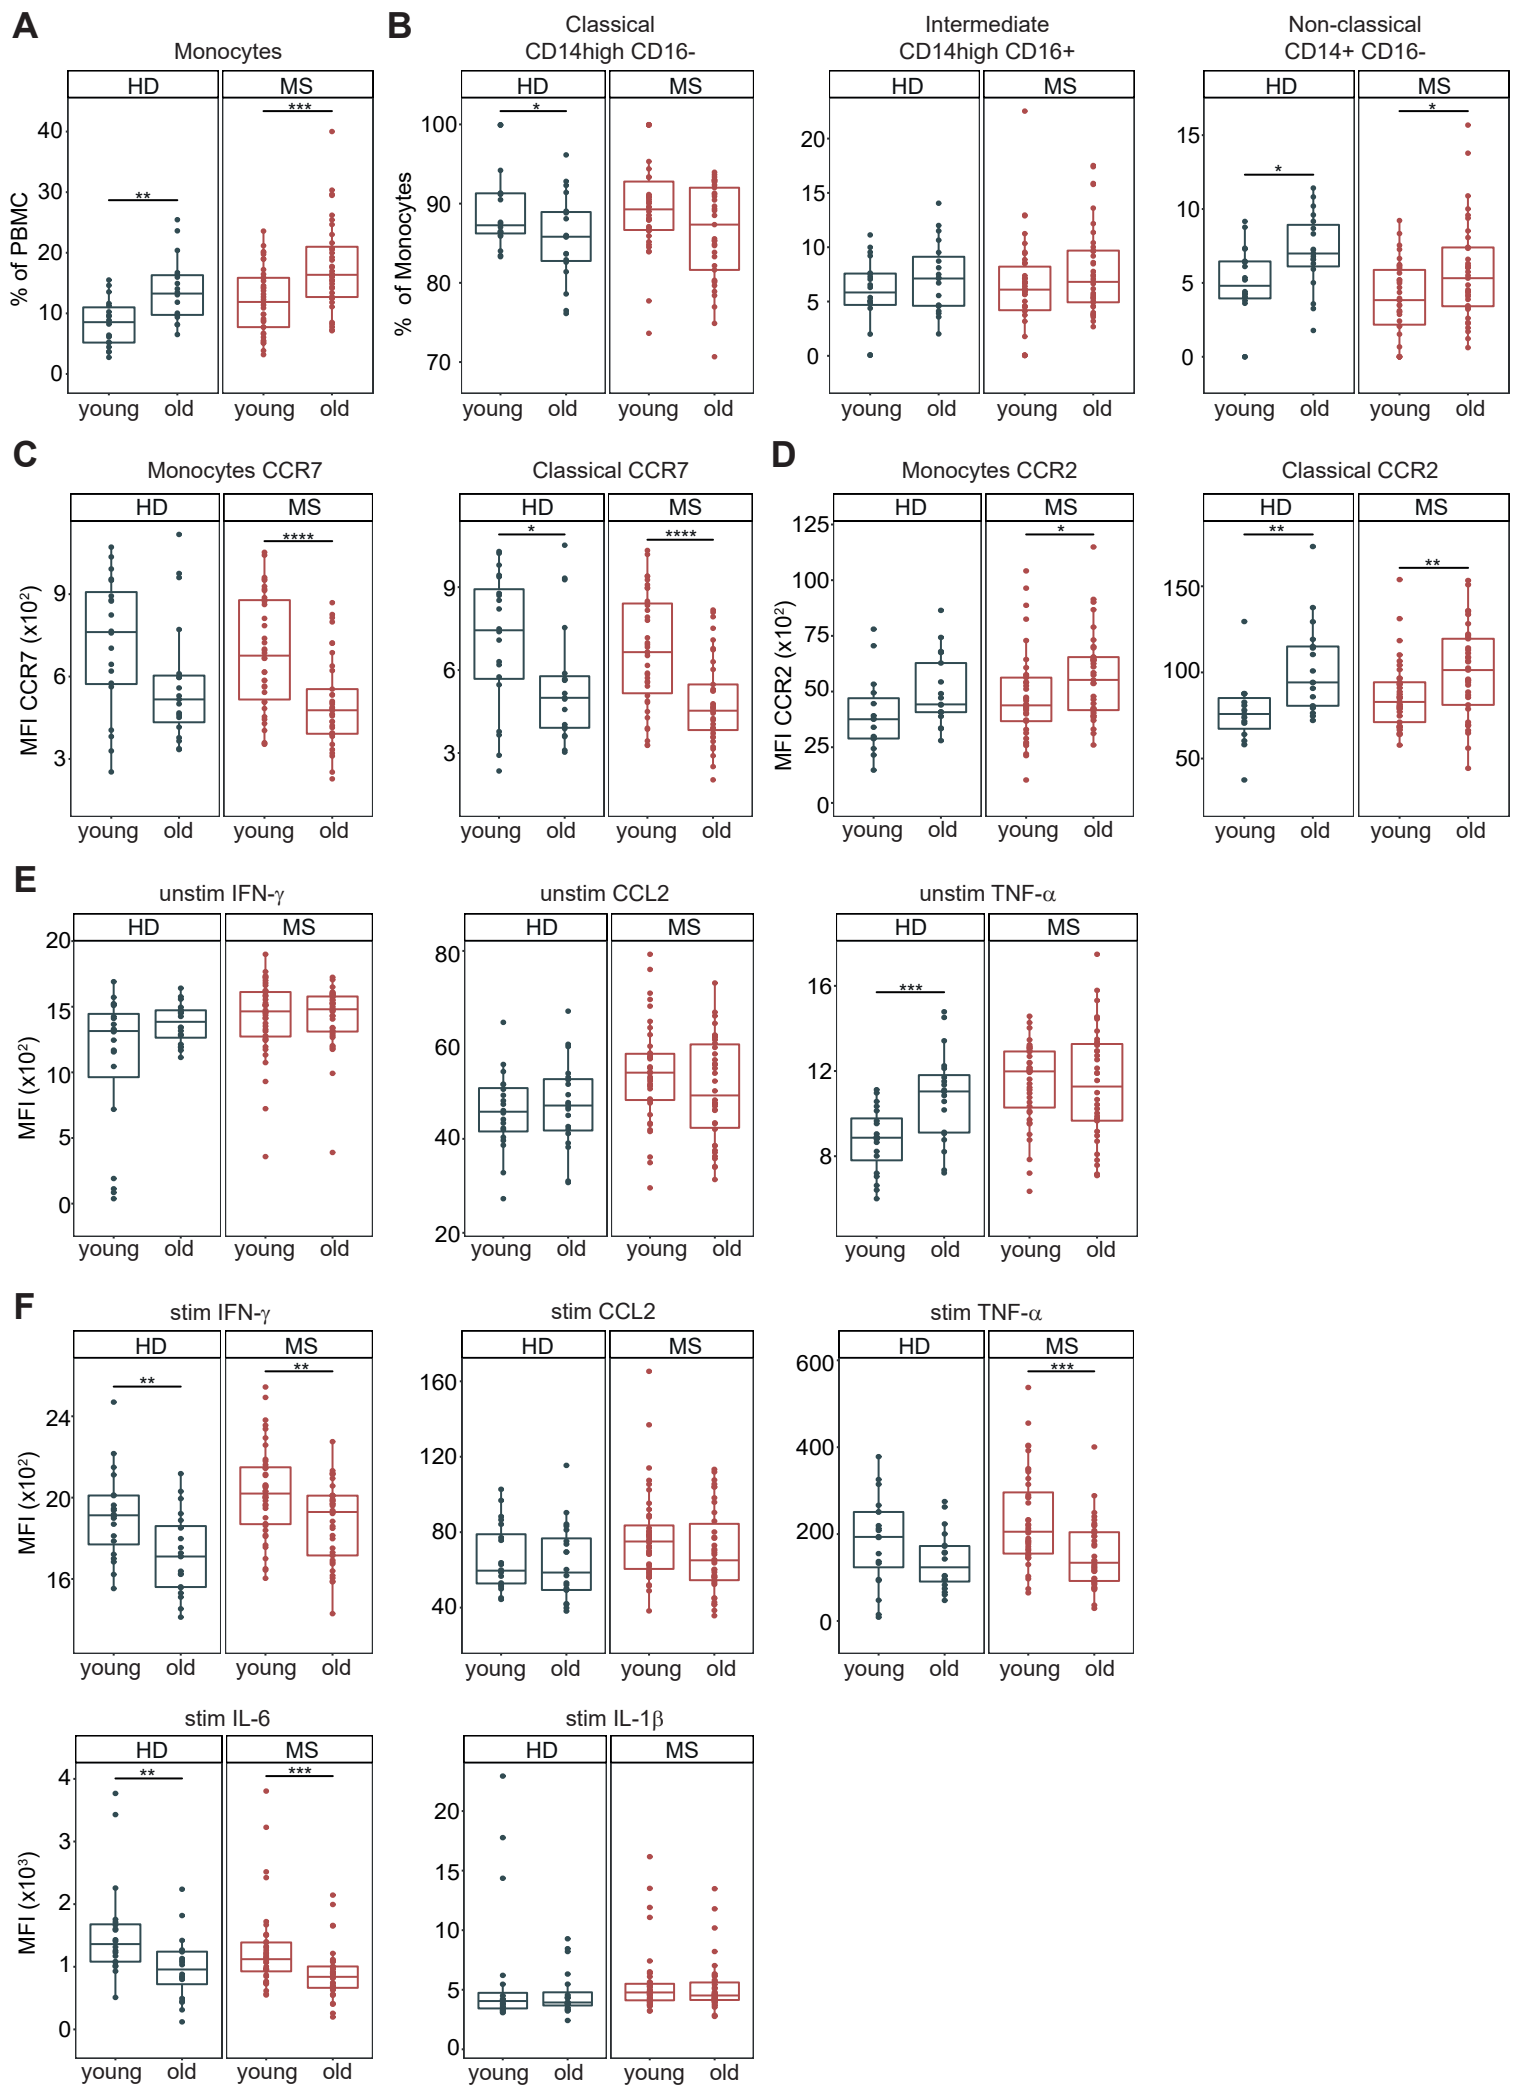 A
B
Monocytes
Classical
CD14high CD16-
Intermediate
CD14high CD16+
Non-classical
CD14+ CD16-
HD MS
HD MS
HD MS
HD MS
% of PBMC
40
30
20
10
0
** ***
% of Monocytes
100
90
80
70
*
20
15
10
5
0
15
10
5
0
* *
young old young old
young old young old
young old young old
young old young old
C
D
Monocytes CCR7
Classical CCR7
Monocytes CCR2
Classical CCR2
HD MS
HD MS
HD MS
HD MS
MFI CCR7 (x10²)
9
6
3
****
9
6
3
* ****
MFI CCR2 (x10²)
125
100
75
50
25
0
*
150
100
50
** **
young old young old
young old young old
young old young old
young old young old
E
unstim IFN-γ
unstim CCL2
unstim TNF-α
HD MS
HD MS
HD MS
MFI (x10²)
20
15
10
5
0
80
60
40
20
16
12
8
***
young old young old
young old young old
young old young old
F
stim IFN-γ
stim CCL2
stim TNF-α
HD MS
HD MS
HD MS
MFI (x10²)
24
20
16
** **
160
120
80
40
600
400
200
0
***
young old young old
young old young old
young old young old
stim IL-6
stim IL-1β
HD MS
HD MS
MFI (x10³)
4
3
2
1
0
** ***
20
15
10
5
0
young old young old
young old young old